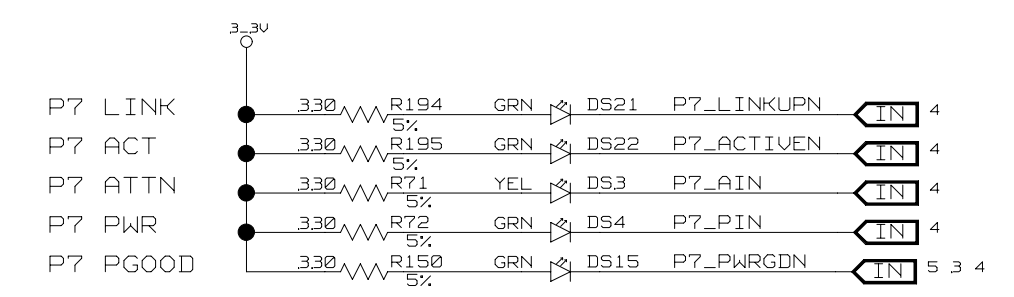 3_3V
P7 LINK 330 R194 5% GRN DS21 P7_LINKUPN IN 4
P7 ACT 330 R195 5% GRN DS22 P7_ACTIVEN IN 4
P7 ATTN 330 R71 5% YEL DS3 P7_AIN IN 4
P7 PWR 330 R72 5% GRN DS4 P7_PIN IN 4
P7 PGOOD 330 R150 5% GRN DS15 P7_PWRGDN IN 5 3 4